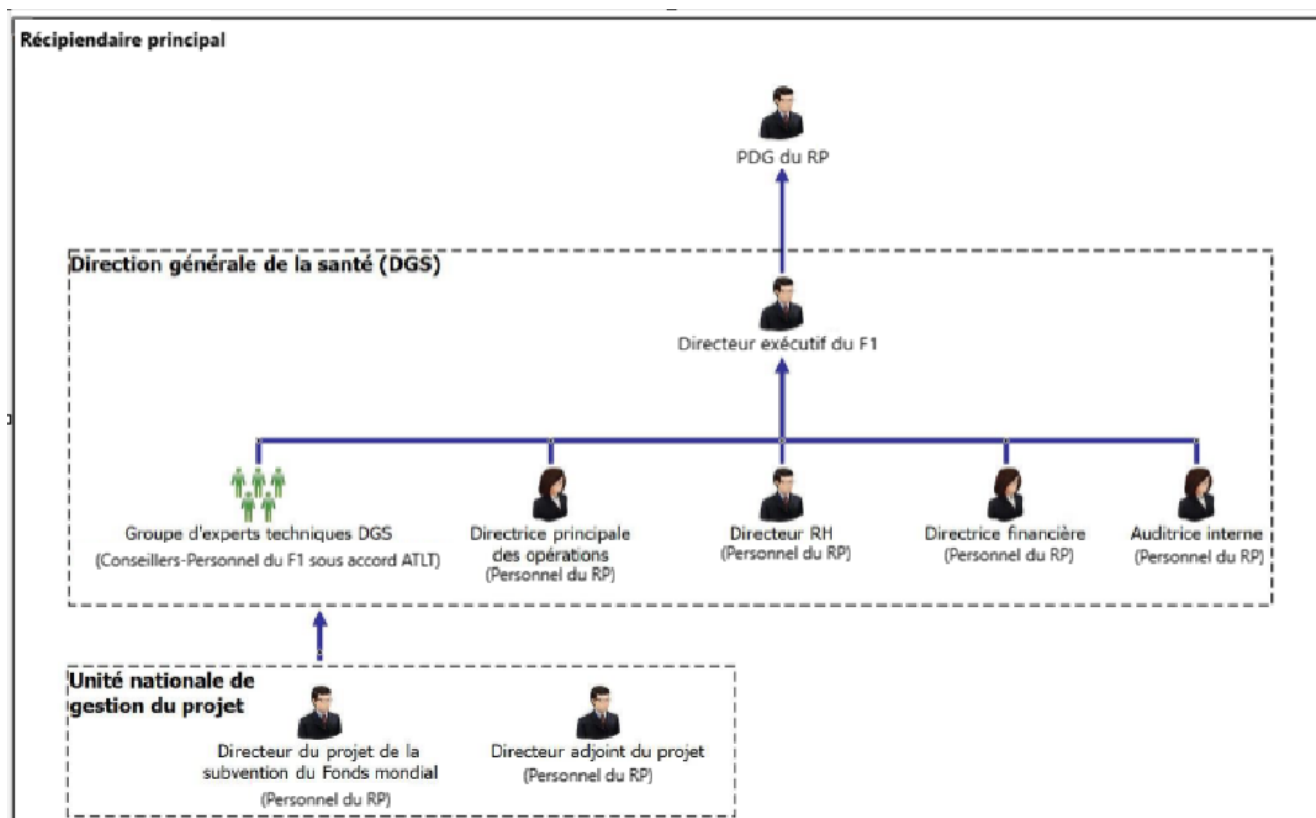 Récipiendaire principal
PDG du RP
Direction générale de la santé (DGS)
Directeur exécutif du F1
Groupe d'experts techniques DGS
(Conseillers-Personnel du F1 sous accord ATLT)
Directrice principale
des opérations
(Personnel du RP)
Directeur RH
(Personnel du RP)
Directrice financière
(Personnel du RP)
Auditrice interne
(Personnel du RP)
Unité nationale de
gestion du projet
Directeur du projet de la
subvention du Fonds mondial
(Personnel du RP)
Directeur adjoint du projet
(Personnel du RP)